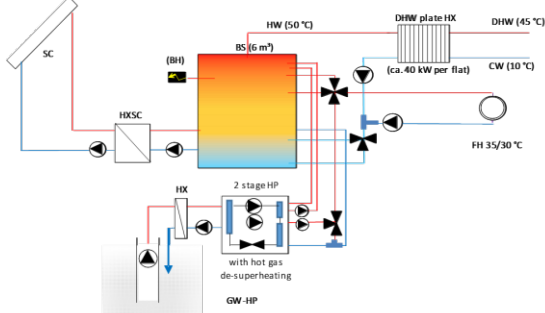 HW (50 °C)
DHW plate HX
DHW (45 °C)
SC
BS (6 m³)
(BH)
(ca. 40 kW per flat)
CW (10 °C)
HXSC
FH 35/30 °C
HX
2 stage HP
with hot gas
de-superheating
GW-HP